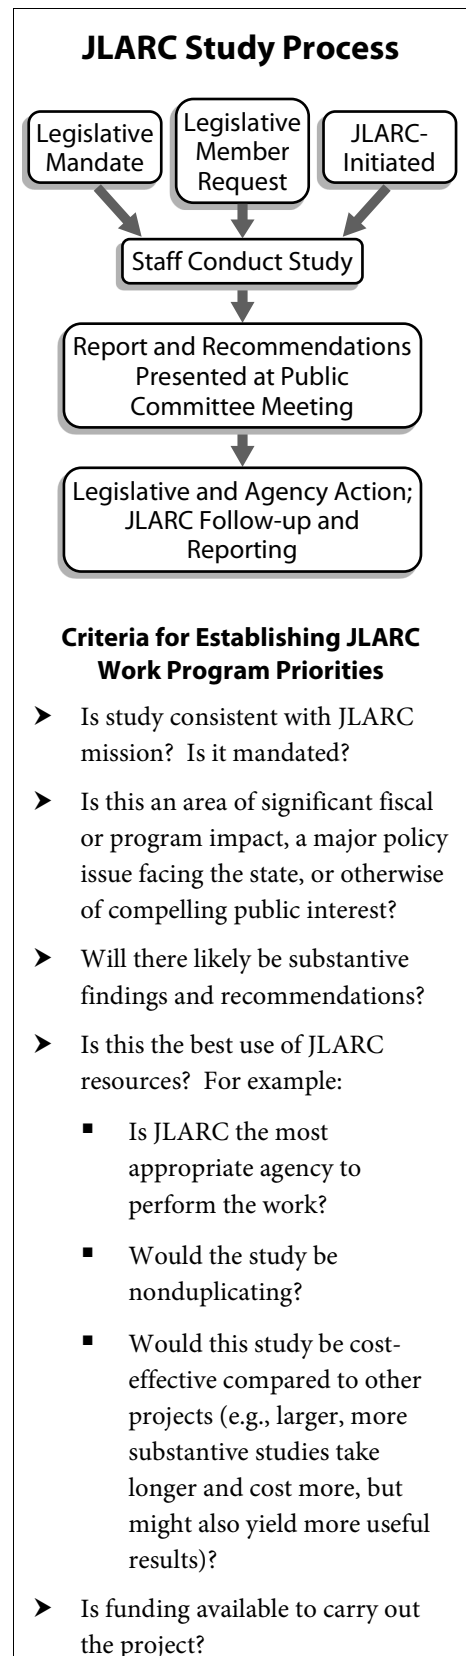 JLARC Study Process
Legislative
Mandate
Legislative
Member
Request
JLARC-
Initiated
Staff Conduct Study
Report and Recommendations
Presented at Public
Committee Meeting
Legislative and Agency Action;
JLARC Follow-up and
Reporting
Criteria for Establishing JLARC
Work Program Priorities
➤ Is study consistent with JLARC
mission? Is it mandated?
➤ Is this an area of significant fiscal
or program impact, a major policy
issue facing the state, or otherwise
of compelling public interest?
➤ Will there likely be substantive
findings and recommendations?
➤ Is this the best use of JLARC
resources? For example:
▪ Is JLARC the most
appropriate agency to
perform the work?
▪ Would the study be
nonduplicating?
▪ Would this study be cost-
effective compared to other
projects (e.g., larger, more
substantive studies take
longer and cost more, but
might also yield more useful
results)?
➤ Is funding available to carry out
the project?